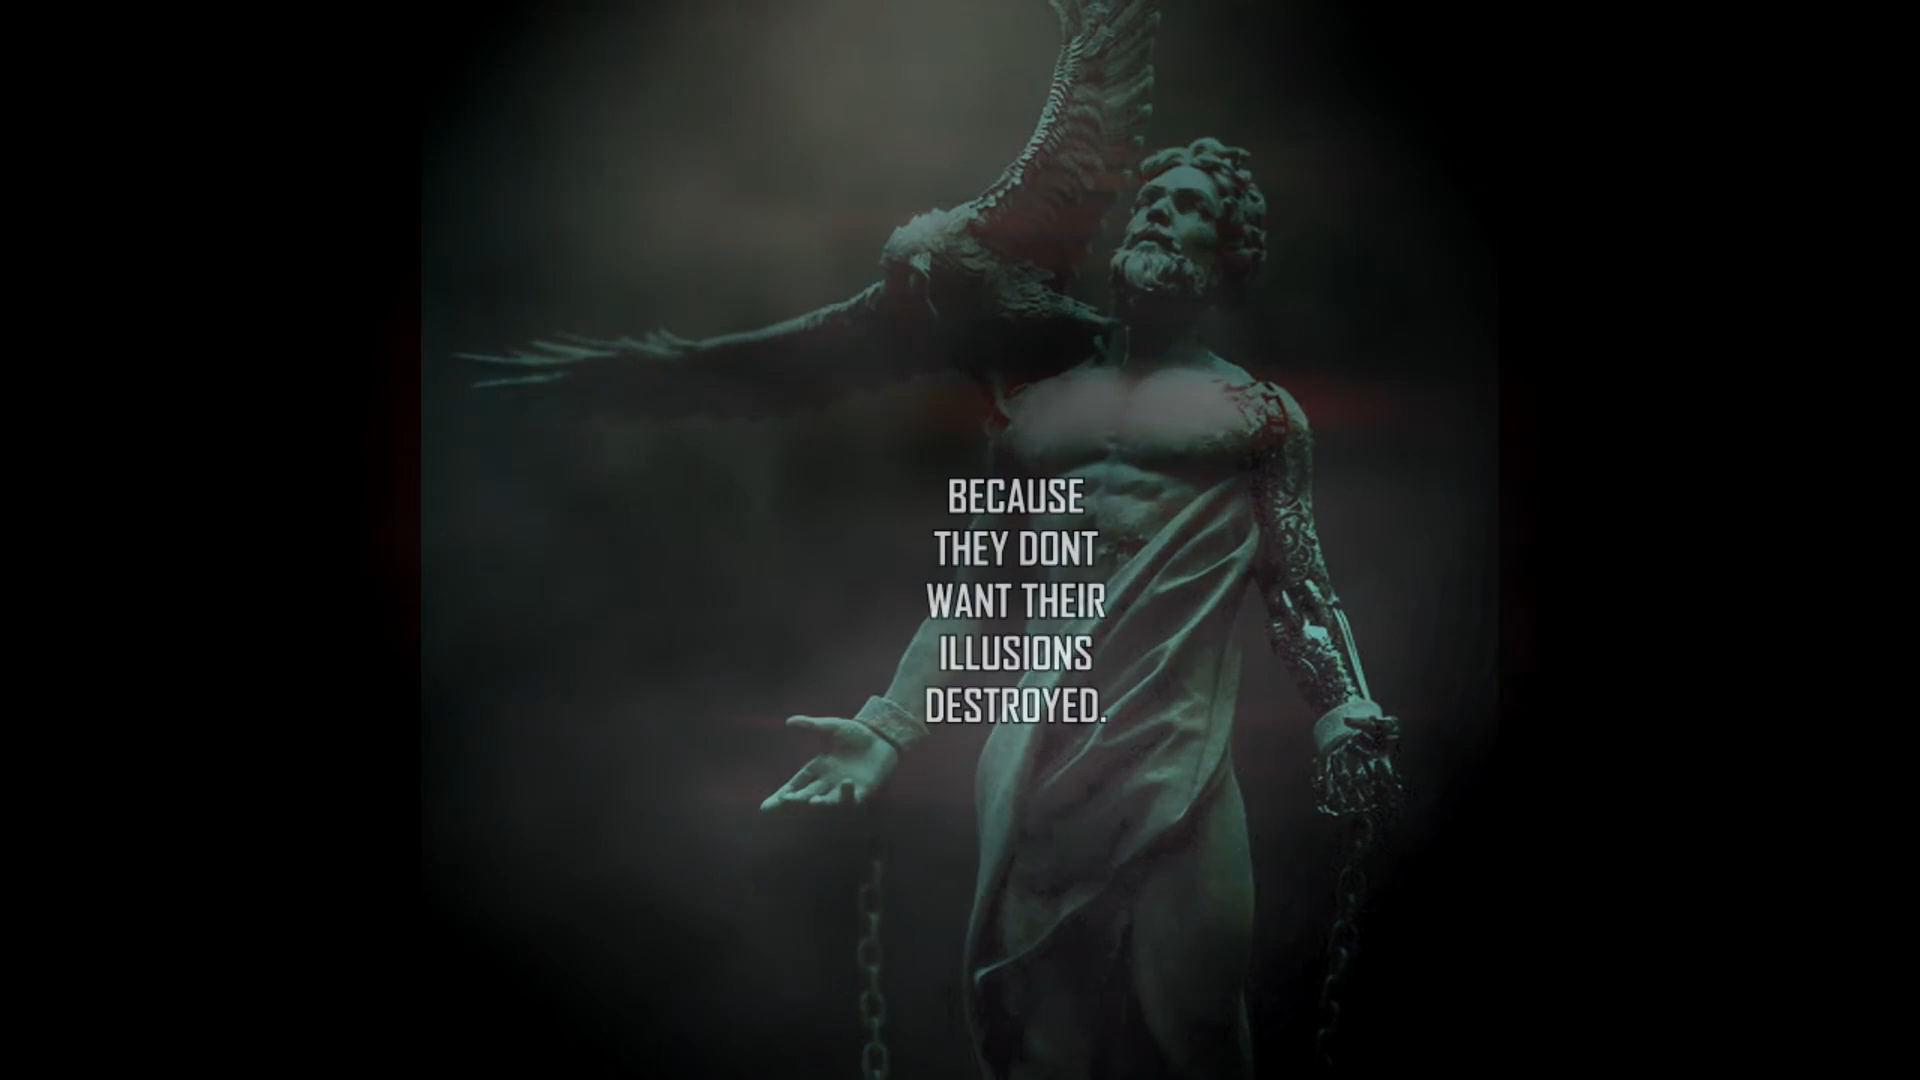 BECAUSE
THEY DONT
WANT THEIR
ILLUSIONS
DESTROYED.